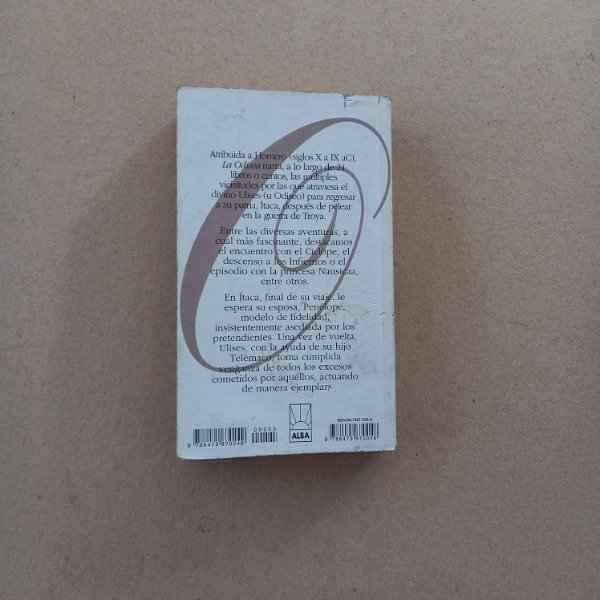 Atribuida a Homero (siglos X a IX aC),
La Odisea narra, a lo largo de 24
libros o cantos, las múltiples
vicisitudes por las que atraviesa el
divino Ulises (u Odiseo) para regresar
a su patria, Ítaca, después de pelear
en la guerra de Troya.
Entre las diversas aventuras, a
cuál más fascinante, destacamos
el encuentro con el Cíclope, el
descenso a los Infiernos o el
episodio con la princesa Nausicaa,
entre otros.
En Ítaca, final de su viaje, le
espera su esposa, Penélope,
modelo de fidelidad,
insistentemente asediada por los
pretendientes. Una vez de vuelta,
Ulises, con la ayuda de su hijo
Telémaco, toma cumplida
venganza de todos los excesos
cometidos por aquéllos, actuando
de manera ejemplar.
00005
ALBA